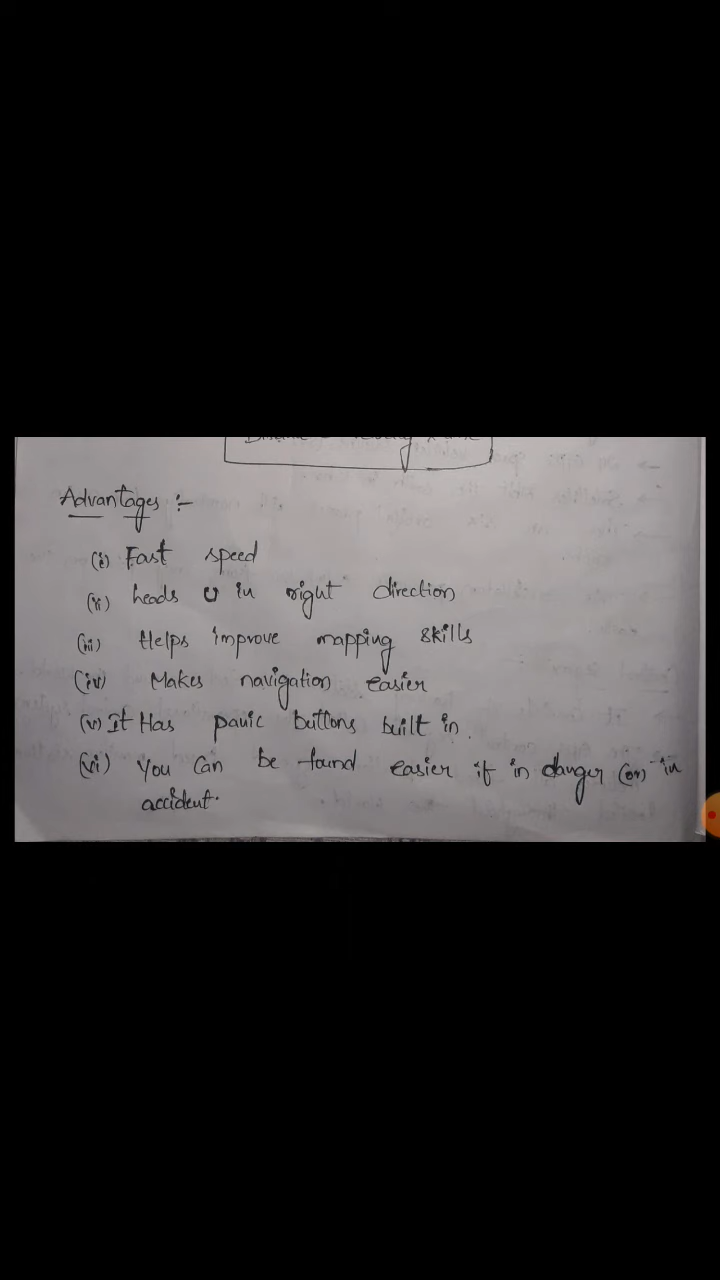 Advantages :-
(i) Fast speed
(ii) heads U in right direction
(iii) Helps improve mapping skills
(iv) Makes navigation easier
(v) It Has panic buttons built in.
(vi) You Can be found easier if in danger (or) in
accident.